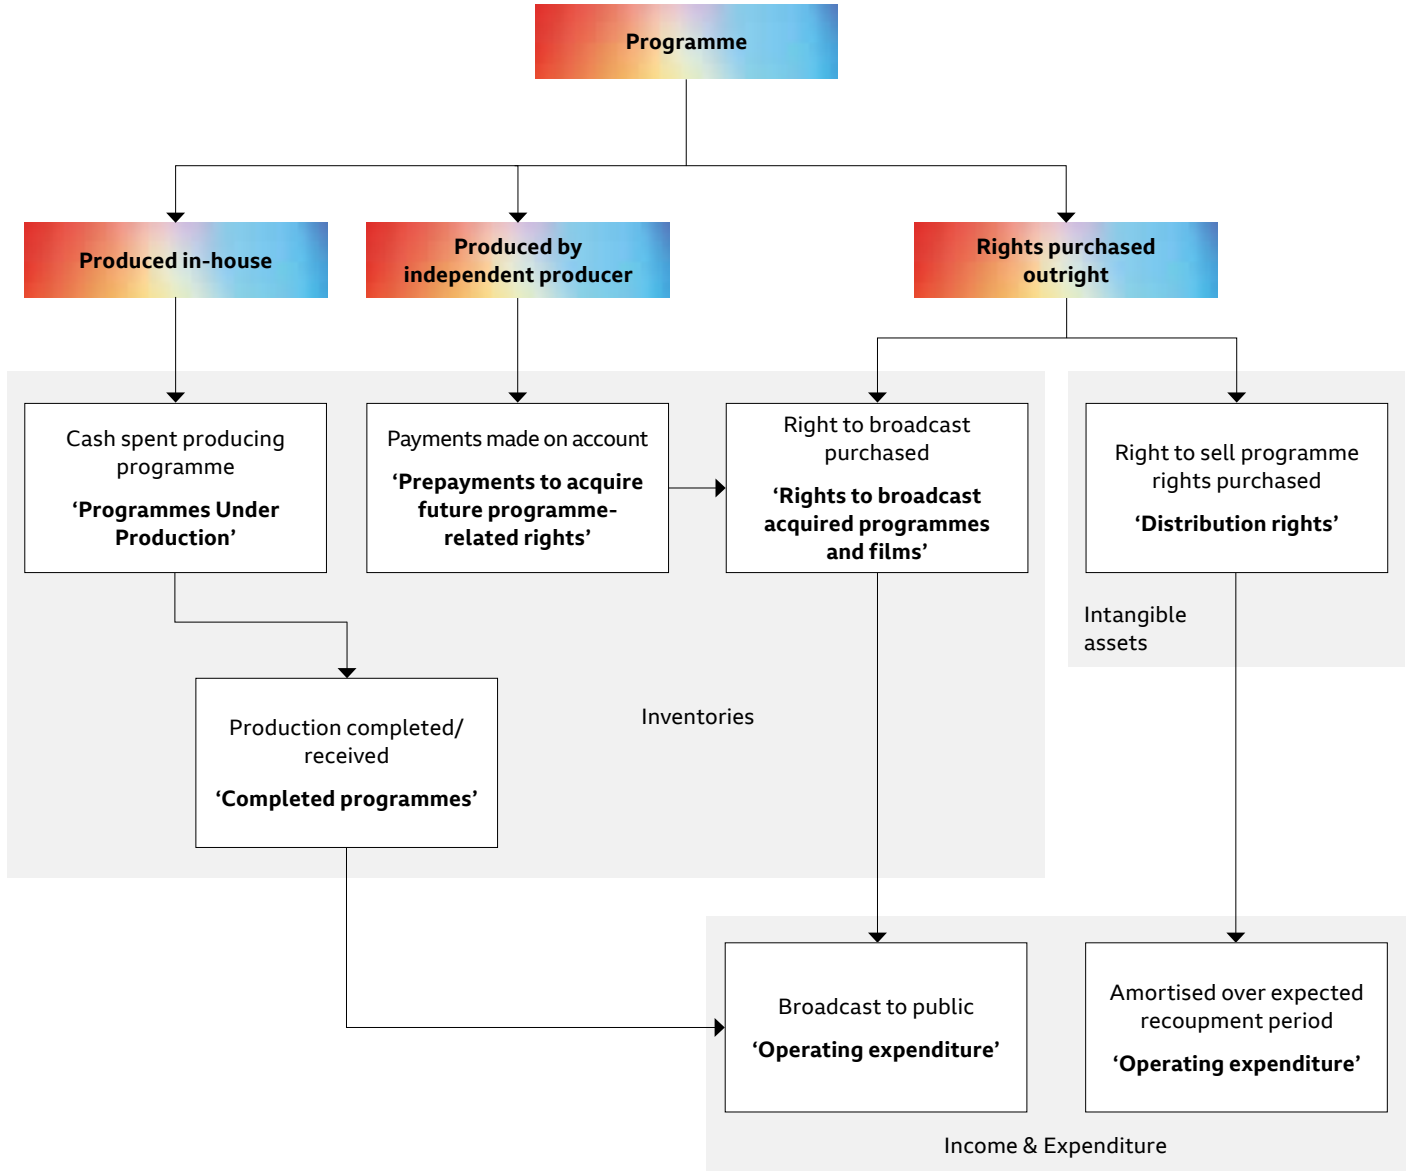 Programme
Produced in-house
Produced by
independent producer
Rights purchased
outright
Cash spent producing
programme
‘Programmes Under
Production’
Payments made on account
‘Prepayments to acquire
future programme-
related rights’
Right to broadcast
purchased
‘Rights to broadcast
acquired programmes
and films’
Right to sell programme
rights purchased
‘Distribution rights’
Intangible
assets
Production completed/
received
‘Completed programmes’
Inventories
Broadcast to public
‘Operating expenditure’
Amortised over expected
recoupment period
‘Operating expenditure’
Income & Expenditure